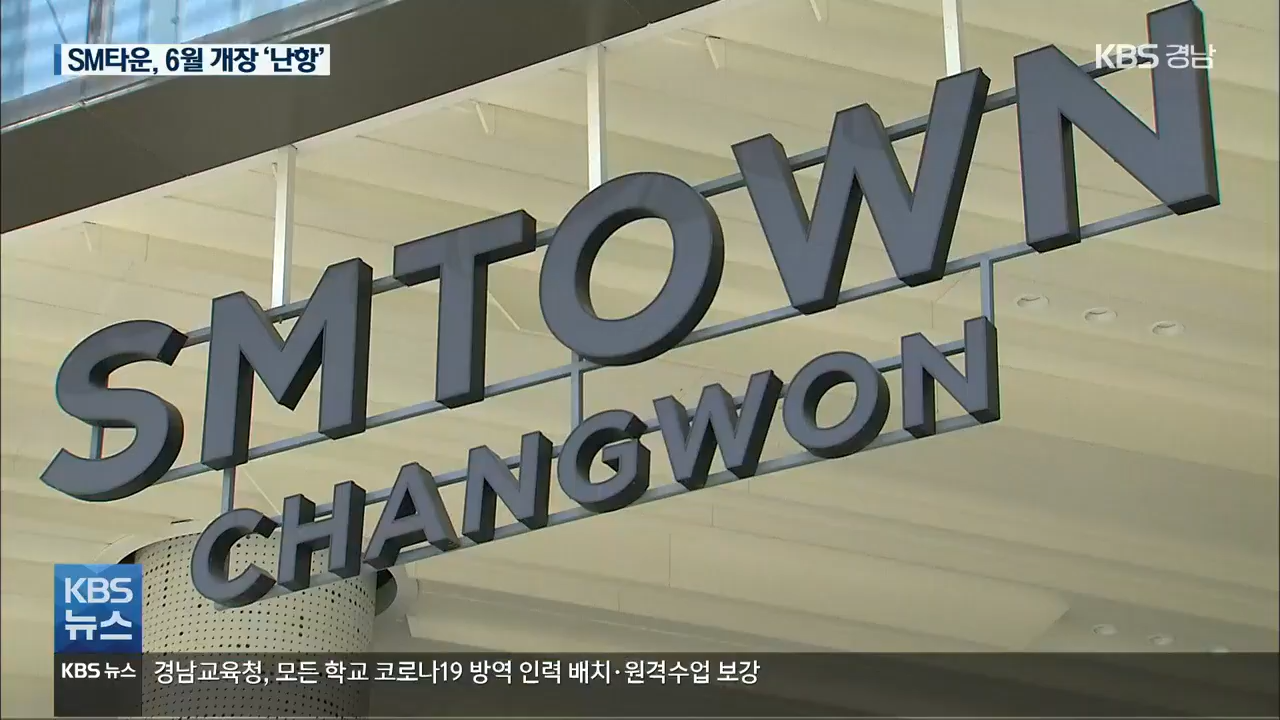 SM타운, 6월 개장 ‘난항’
KBS 경남
SMTOWN
CHANGWON
KBS
뉴스
KBS 뉴스 경남교육청, 모든 학교 코로나19 방역 인력 배치·원격수업 보강